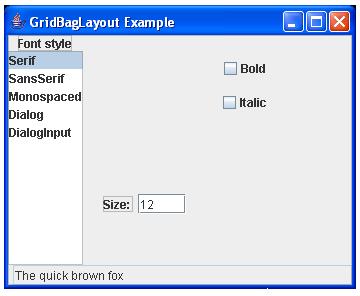 GridBagLayout Example
Font style
Serif
SansSerif
Monospaced
Dialog
DialogInput
Bold
Italic
Size: 12
The quick brown fox